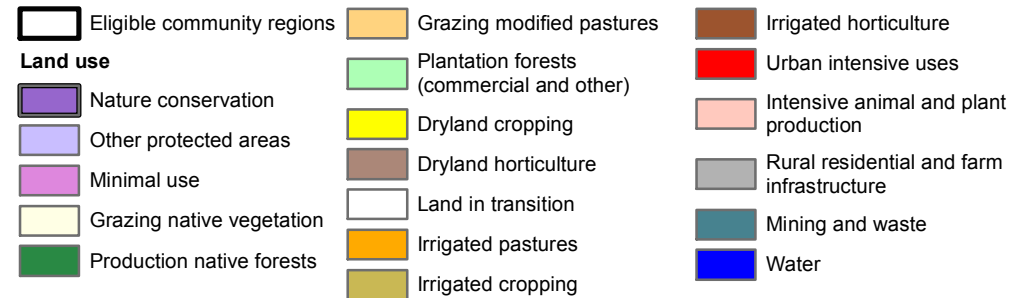 Eligible community regions
Land use
Nature conservation
Other protected areas
Minimal use
Grazing native vegetation
Production native forests
Grazing modified pastures
Plantation forests
(commercial and other)
Dryland cropping
Dryland horticulture
Land in transition
Irrigated pastures
Irrigated cropping
Irrigated horticulture
Urban intensive uses
Intensive animal and plant
production
Rural residential and farm
infrastructure
Mining and waste
Water